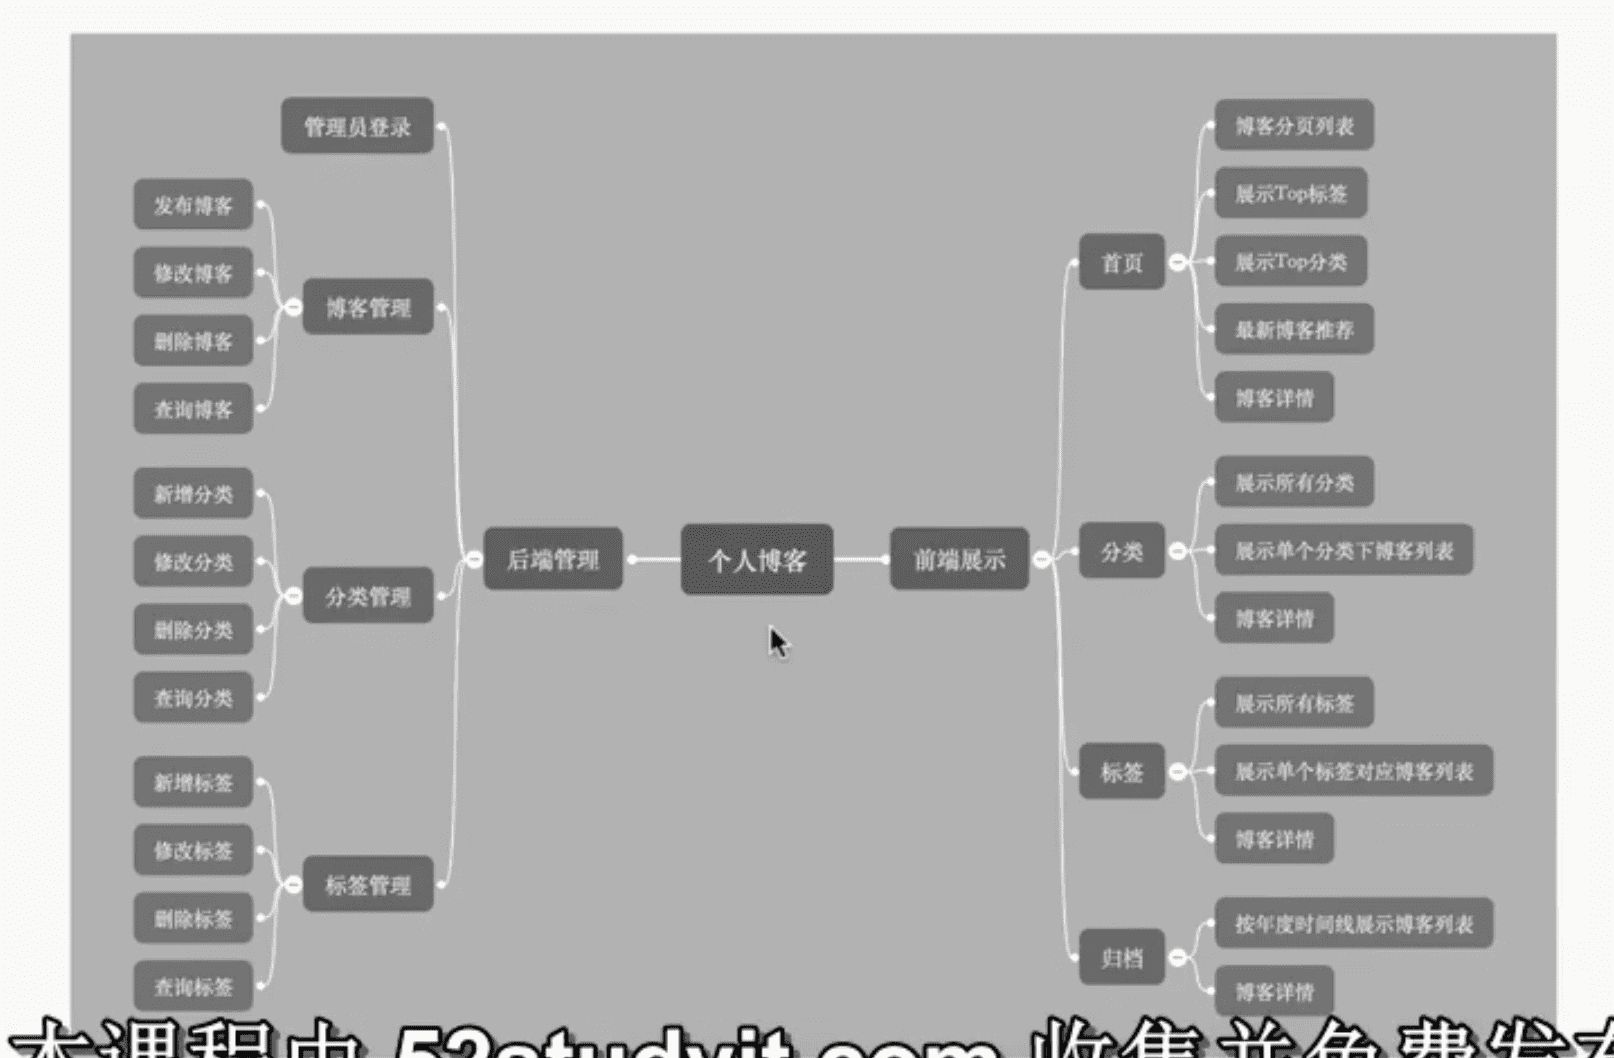 个人博客
后端管理
管理员登录
博客管理
发布博客
修改博客
删除博客
查询博客
分类管理
新增分类
修改分类
删除分类
查询分类
标签管理
新增标签
修改标签
删除标签
查询标签
前端展示
首页
博客分页列表
展示Top标签
展示Top分类
最新博客推荐
博客详情
分类
展示所有分类
展示单个分类下博客列表
博客详情
标签
展示所有标签
展示单个标签对应博客列表
博客详情
归档
按年度时间线展示博客列表
博客详情
本课程由 52studyit.com 收集并免费发布